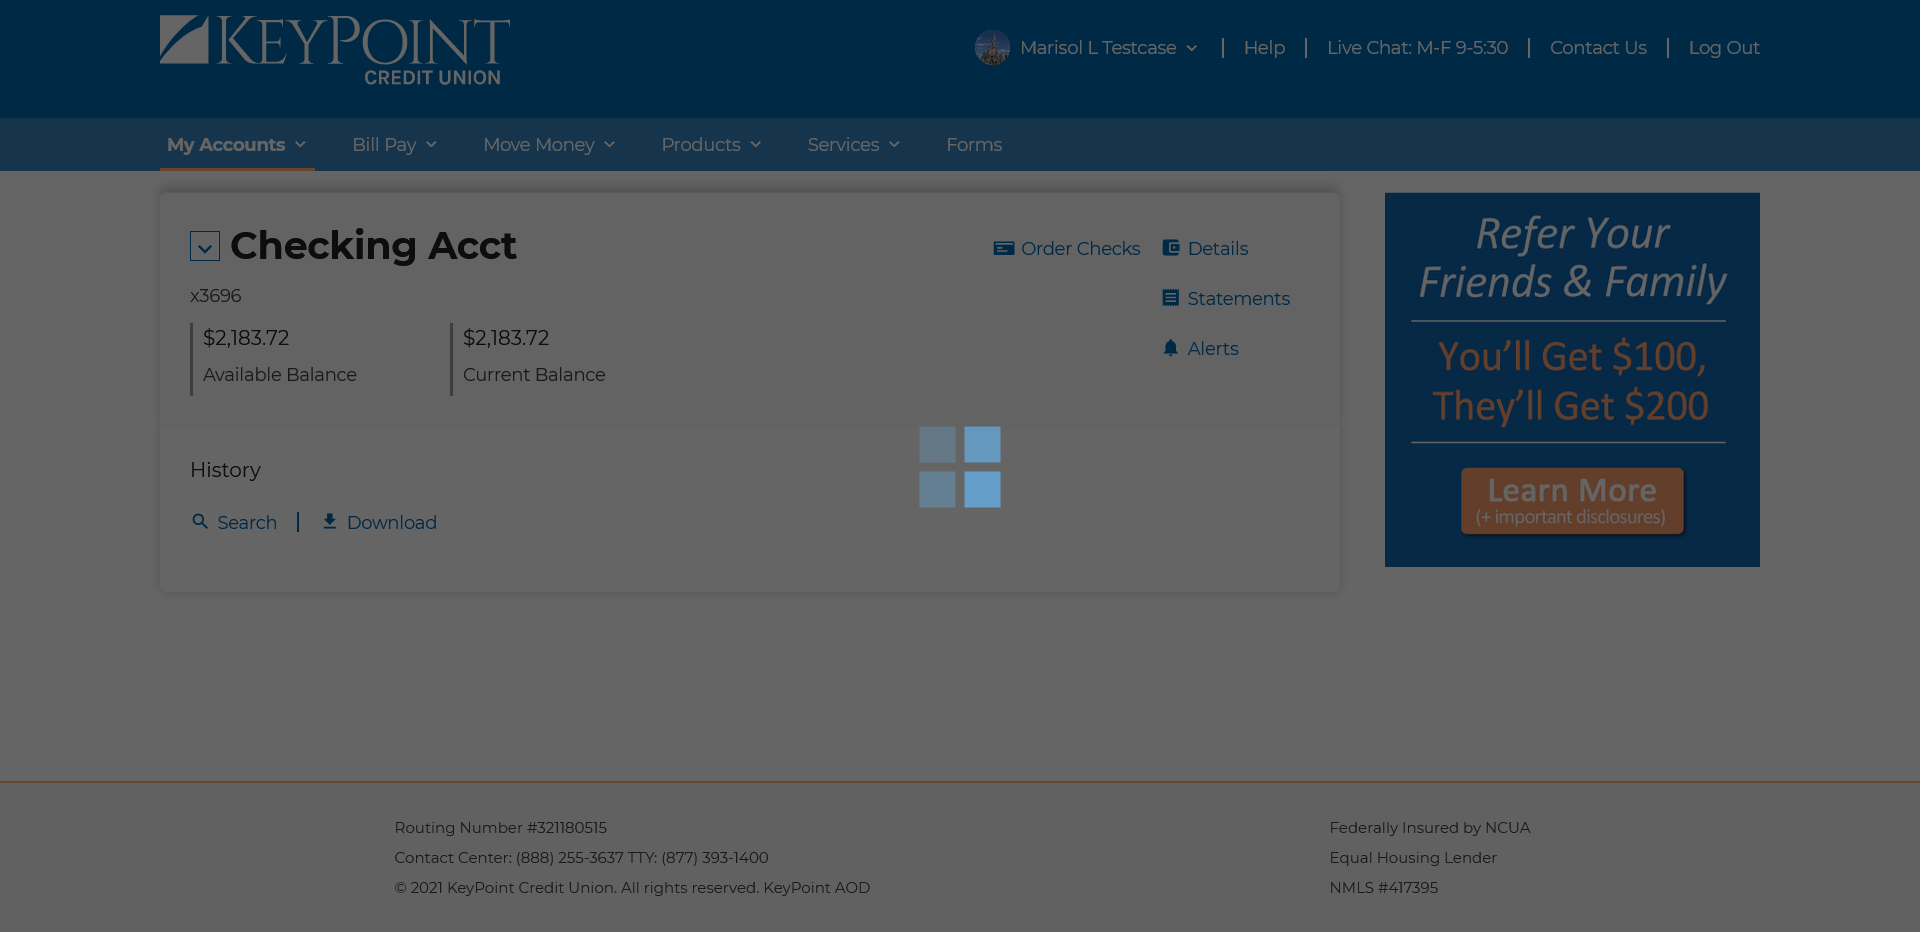 KEYPOINT
CREDIT UNION
Marisol L Testcase
Help
Live Chat: M-F 9-5:30
Contact Us
Log Out
My Accounts
Bill Pay
Move Money
Products
Services
Forms
Checking Acct
Order Checks
Details
x3696
Statements
$2,183.72
Available Balance
$2,183.72
Current Balance
Alerts
History
Search
Download
Refer Your
Friends & Family
You’ll Get $100,
They’ll Get $200
Learn More
(+ important disclosures)
Routing Number #321180515
Contact Center: (888) 255-3637 TTY: (877) 393-1400
© 2021 KeyPoint Credit Union. All rights reserved. KeyPoint AOD
Federally Insured by NCUA
Equal Housing Lender
NMLS #417395